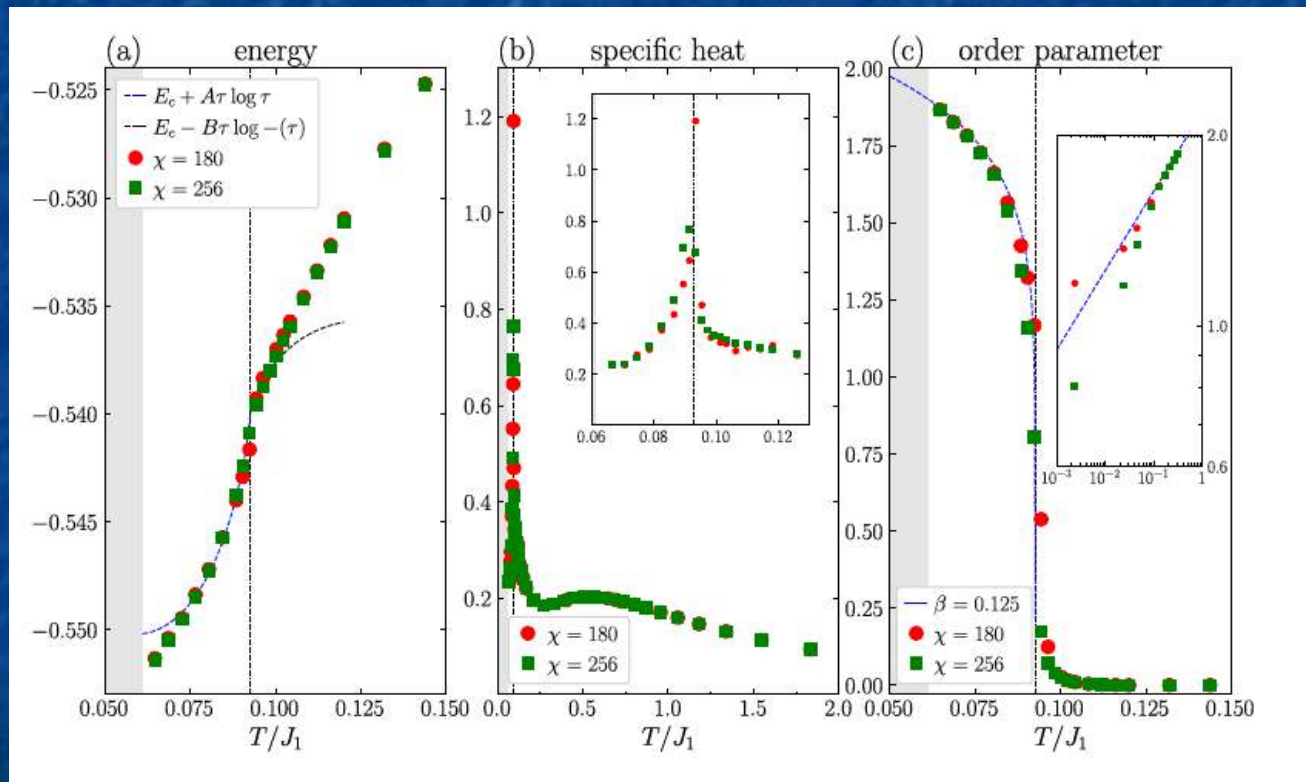 (a) energy
−0.525
−0.530
−0.535
−0.540
−0.545
−0.550
E_c + Aτ log τ
E_c − Bτ log −(τ)
χ = 180
χ = 256
0.050 0.075 0.100 0.125 0.150
T/J_1
(b) specific heat
1.2
1.0
0.8
0.6
0.4
0.2
1.2
1.0
0.8
0.6
0.4
0.2
0.06 0.08 0.10 0.12
χ = 180
χ = 256
0.0 0.5 1.0 1.5 2.0
T/J_1
(c) order parameter
2.00
1.75
1.50
1.25
1.00
0.75
0.50
0.25
0.00
2.0
1.0
0.6
10^−3 10^−2 10^−1 1
β = 0.125
χ = 180
χ = 256
0.050 0.075 0.100 0.125 0.150
T/J_1